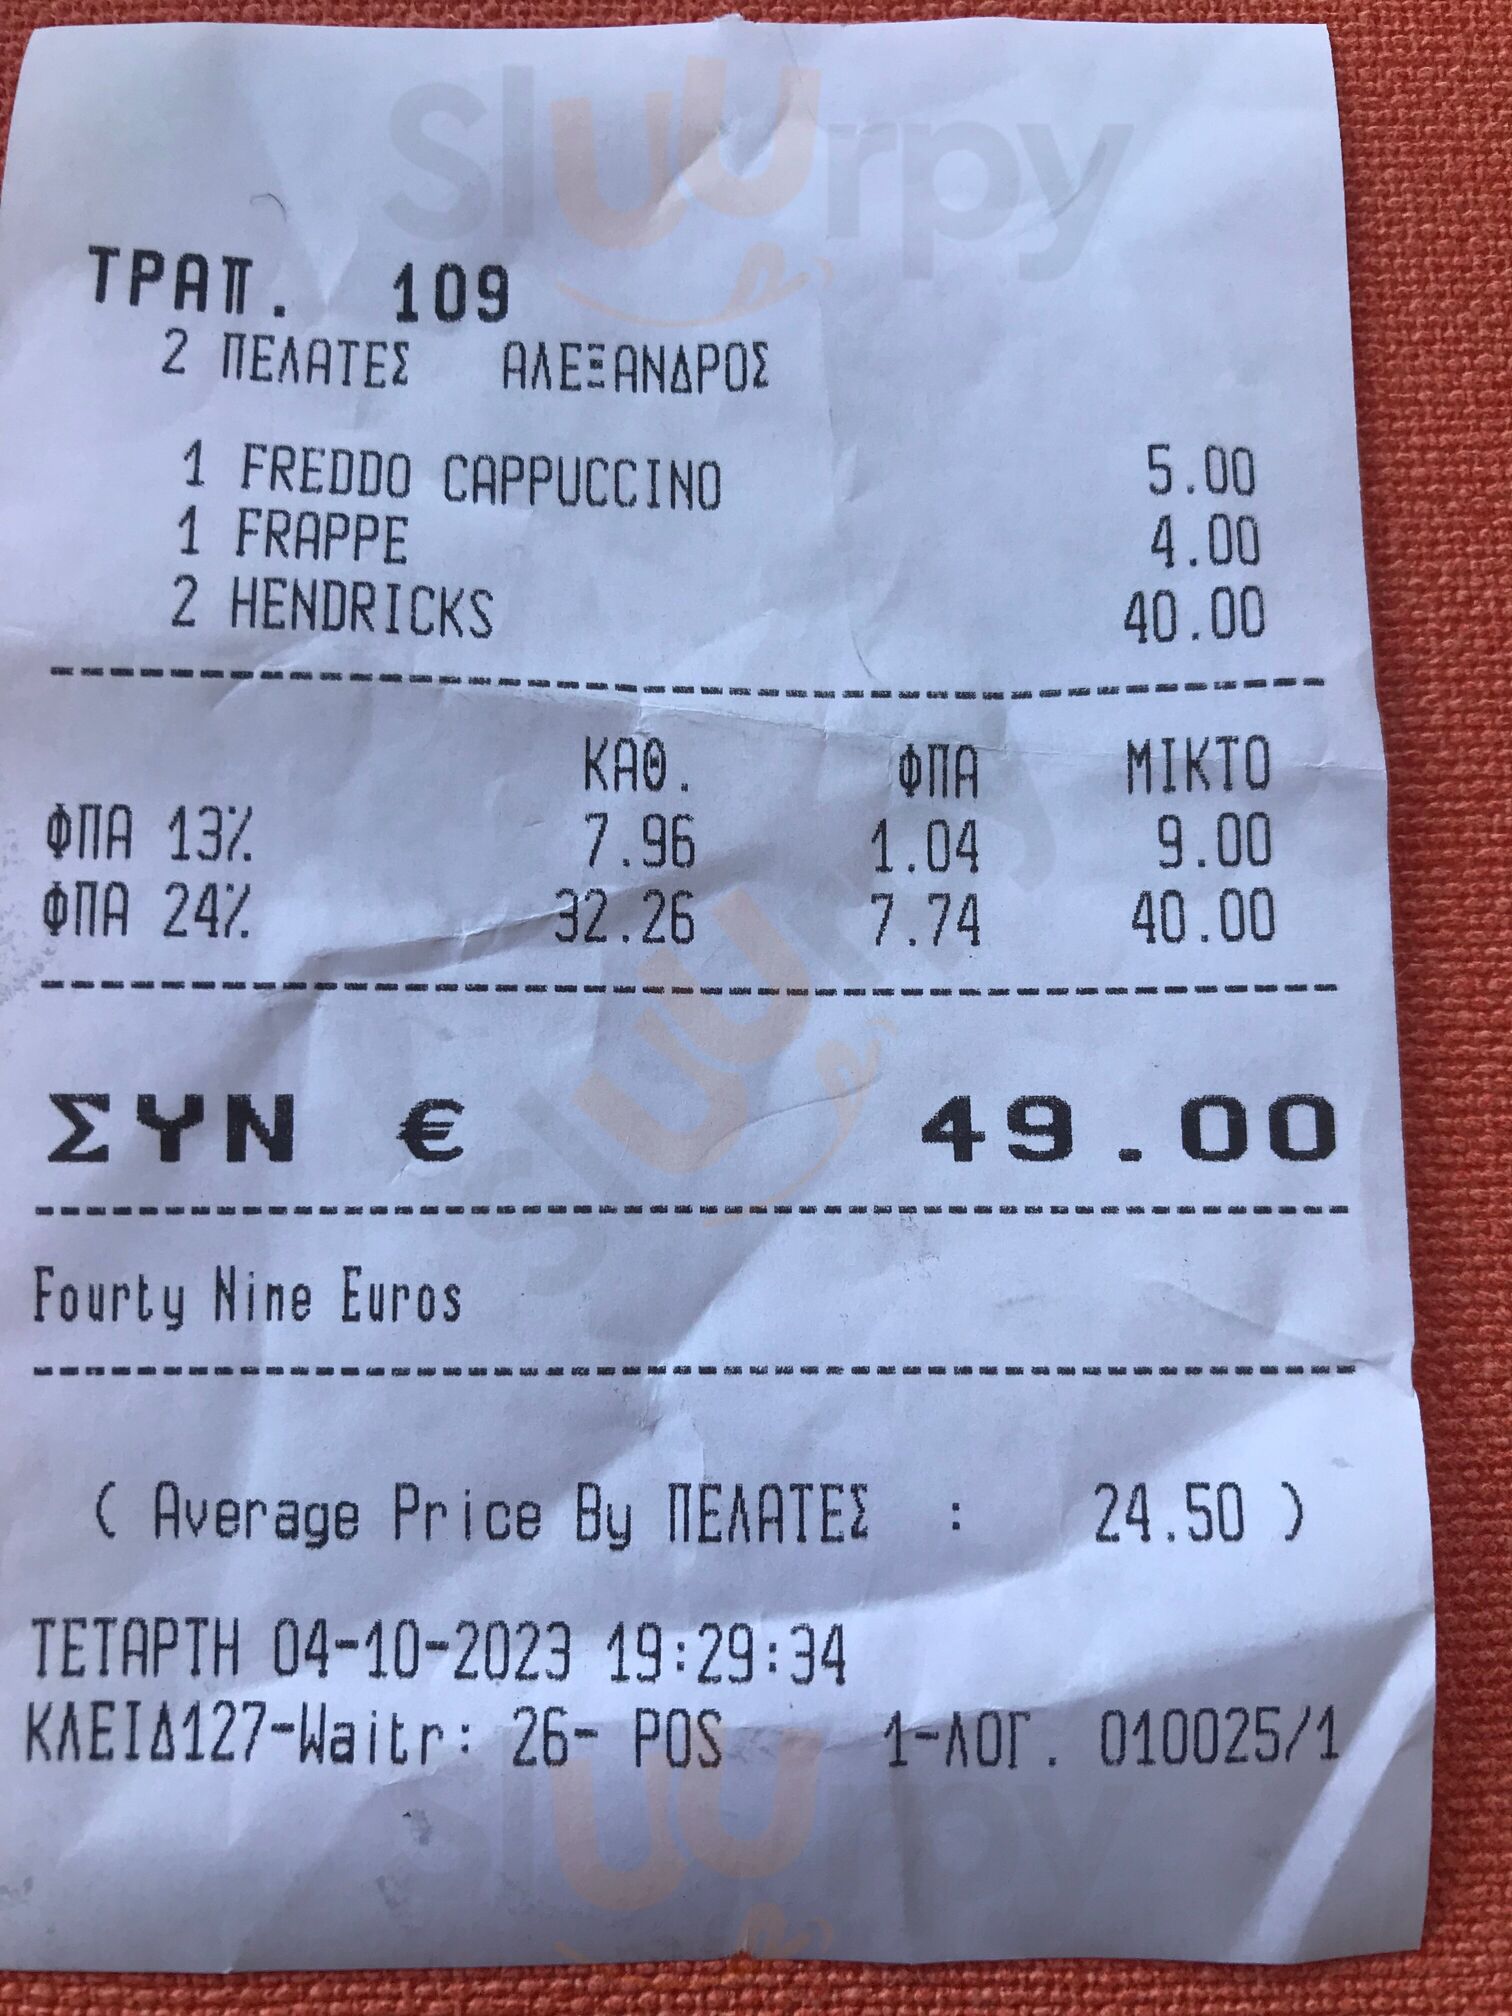 Sluurpy
ΤΡΑΠ. 109
2 ΠΕΛΑΤΕΣ ΑΛΕΞΑΝΔΡΟΣ
1 FREDDO CAPPUCCINO 5.00
1 FRAPPE 4.00
2 HENDRICKS 40.00
ΚΑΘ. ΦΠΑ ΜΙΚΤΟ
ΦΠΑ 13% 7.96 1.04 9.00
ΦΠΑ 24% 32.26 7.74 40.00
Sluurpy
ΣΥΝ € 49.00
Fourty Nine Euros
( Average Price By ΠΕΛΑΤΕΣ : 24.50 )
ΤΕΤΑΡΤΗ 04-10-2023 19:29:34
ΚΛΕΙΔ127-Waitr: 26- POS 1-ΛΟΓ. 010025/1
Sluurpy